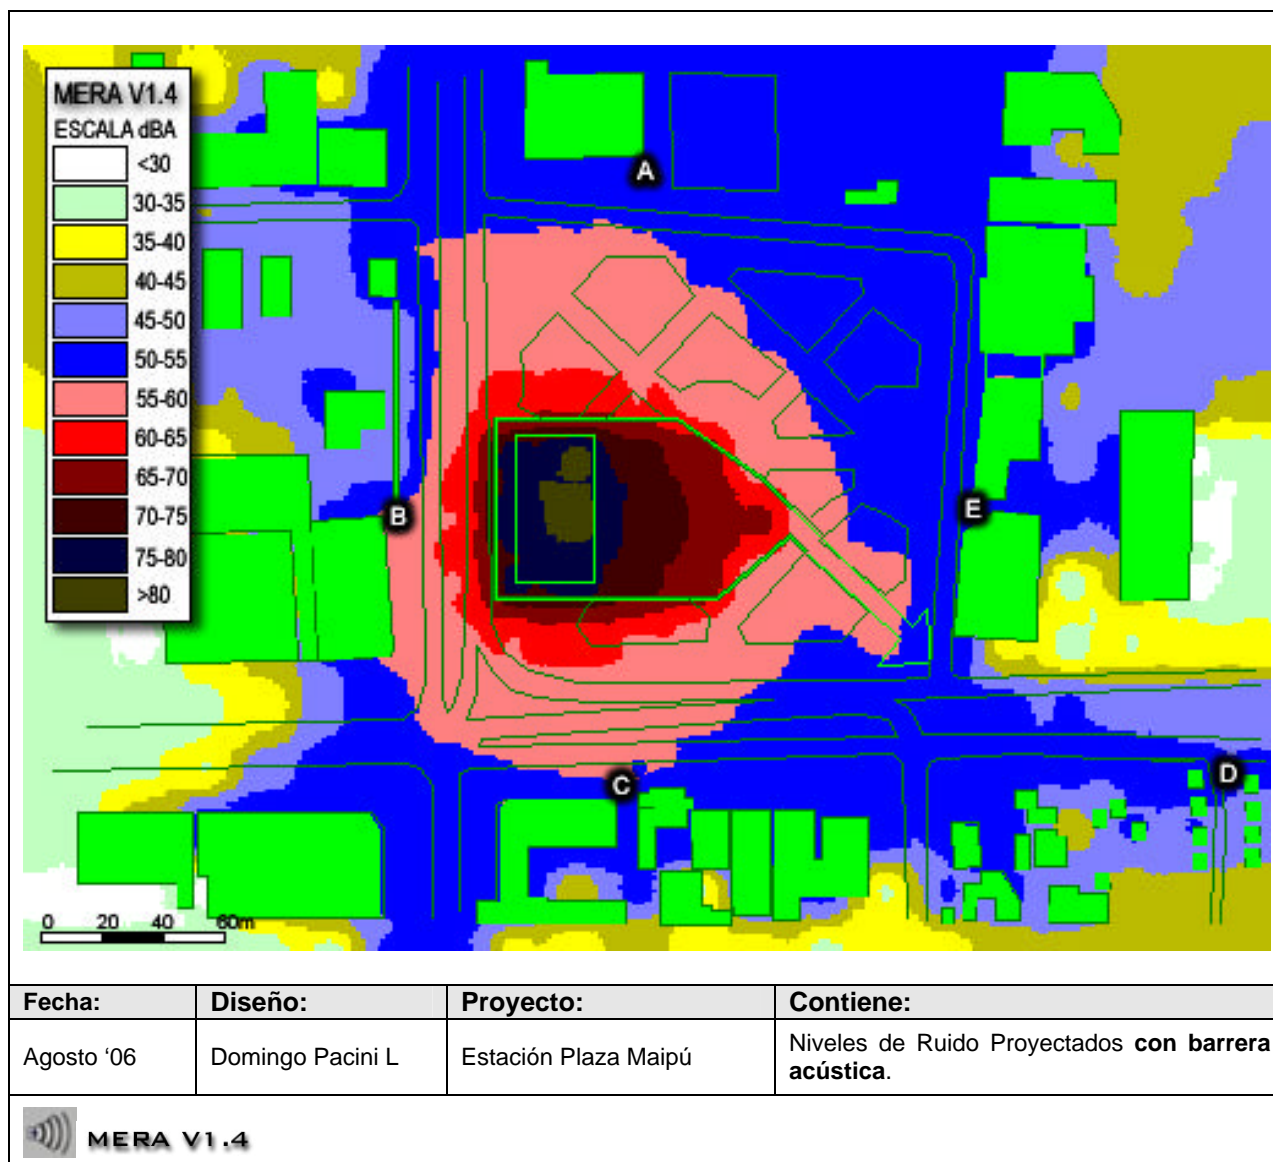 MERA V1.4
ESCALA dBA
<30
30-35
35-40
40-45
45-50
50-55
55-60
60-65
65-70
70-75
75-80
>80
A
B
E
C
D
0 20 40 60m
Fecha: Diseño: Proyecto: Contiene:
Agosto ‘06 Domingo Pacini L Estación Plaza Maipú Niveles de Ruido Proyectados con barrera
acústica.
MERA V1.4